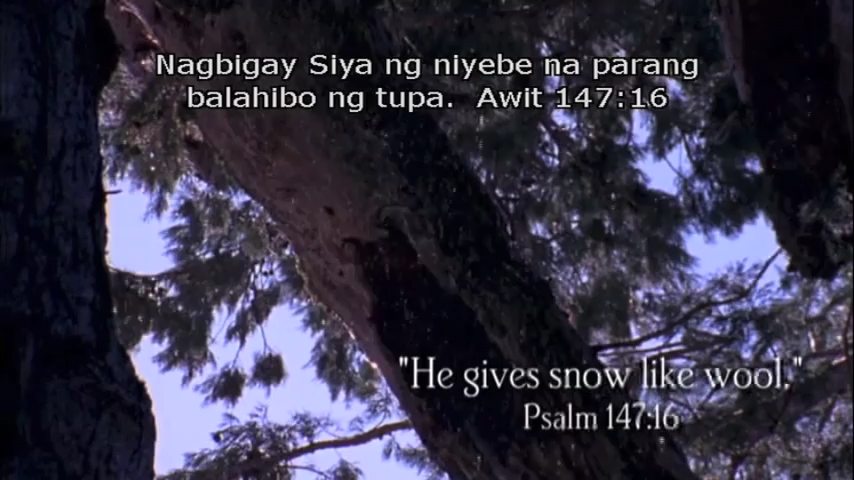 Nagbigay Siya ng niyebe na parang
balahibo ng tupa.  Awit 147:16
"He gives snow like wool."
Psalm 147:16